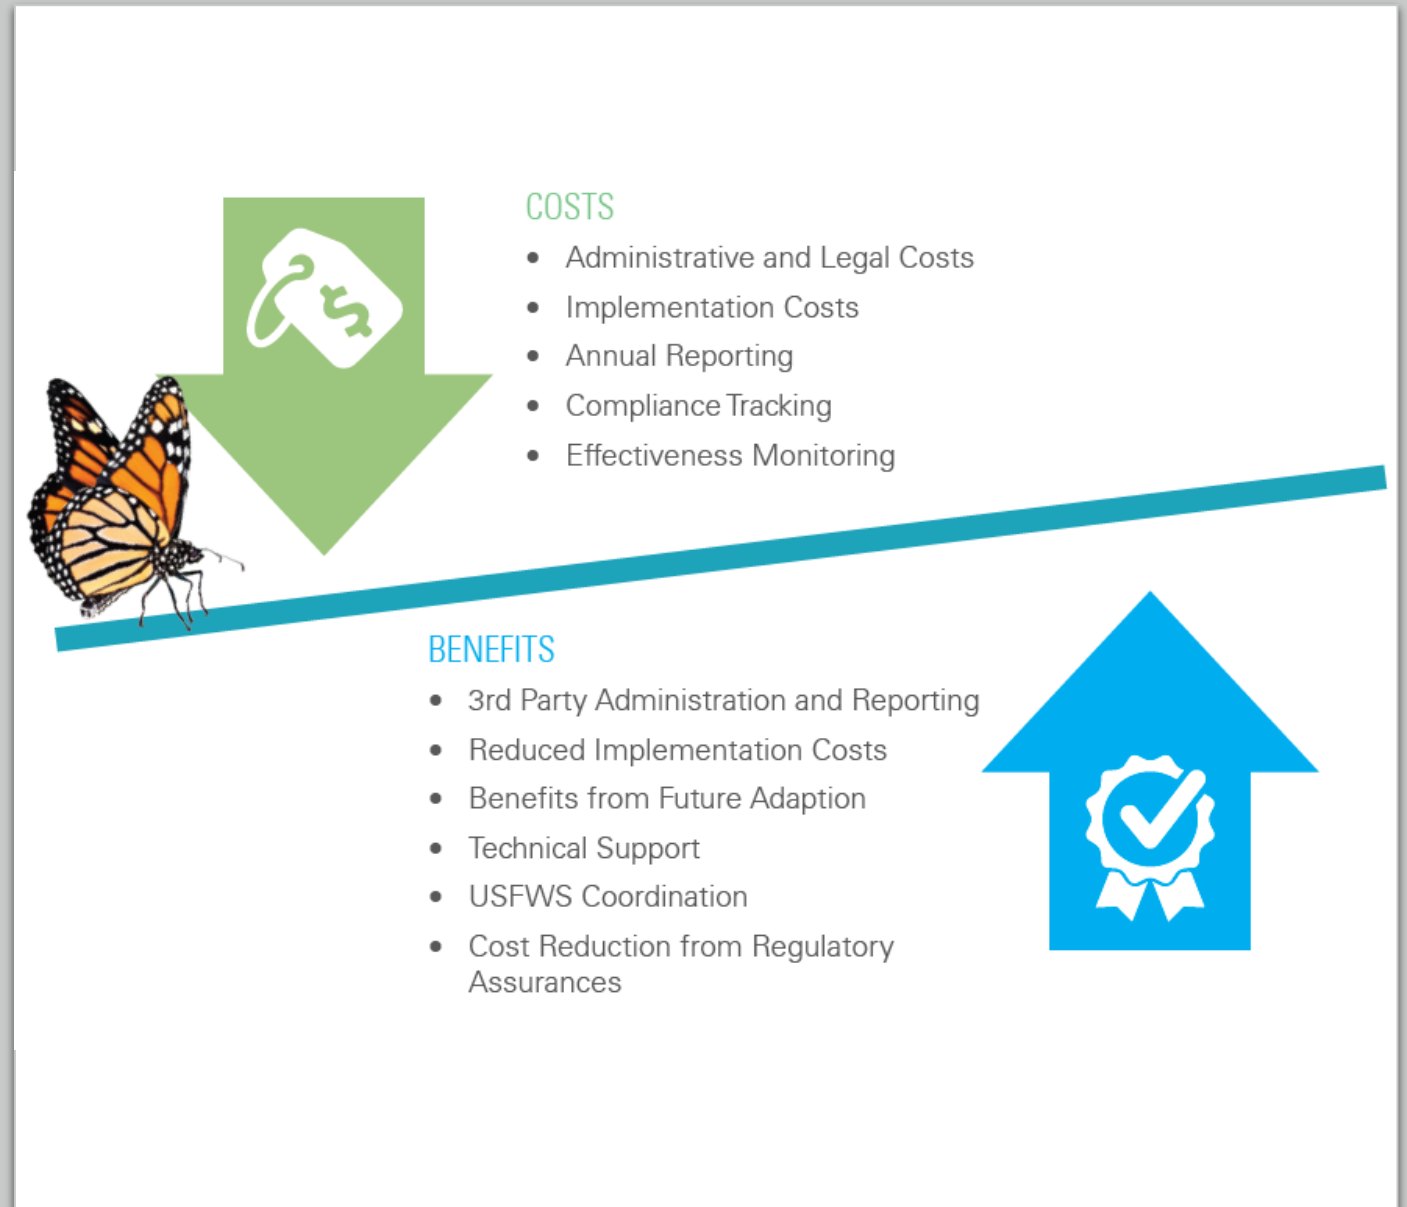 COSTS
• Administrative and Legal Costs
• Implementation Costs
• Annual Reporting
• Compliance Tracking
• Effectiveness Monitoring
BENEFITS
• 3rd Party Administration and Reporting
• Reduced Implementation Costs
• Benefits from Future Adaption
• Technical Support
• USFWS Coordination
• Cost Reduction from Regulatory
Assurances
$